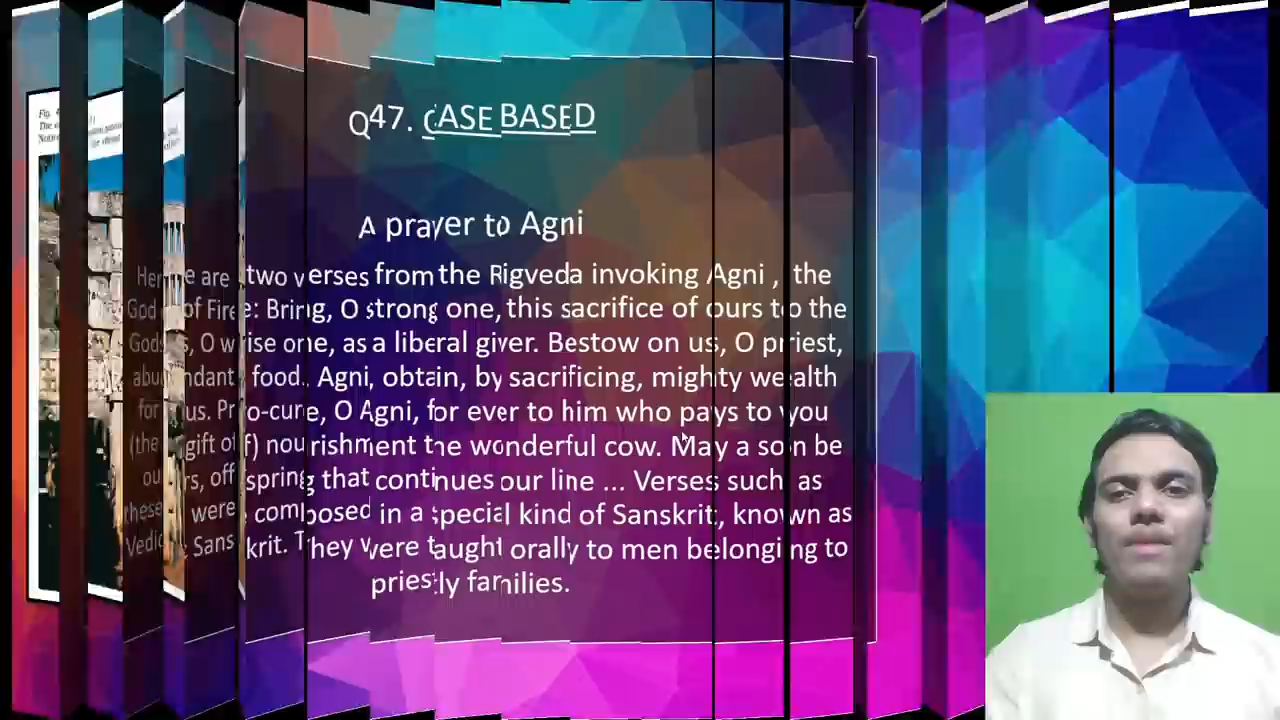 Q47. CASE BASED
A prayer to Agni
Here are two verses from the Rigveda invoking Agni , the
God of Fire: Bring, O strong one, this sacrifice of ours to the
Gods, O wise one, as a liberal giver. Bestow on us, O priest,
abundant food. Agni, obtain, by sacrificing, mighty wealth
for us. Pro-cure, O Agni, for ever to him who pays to you
(the gift of) nourishment the wonderful cow. May a son be
ours, offspring that continues our line ... Verses such as
these were composed in a special kind of Sanskrit, known as
Vedic Sanskrit. They were taught orally to men belonging to
priestly families.